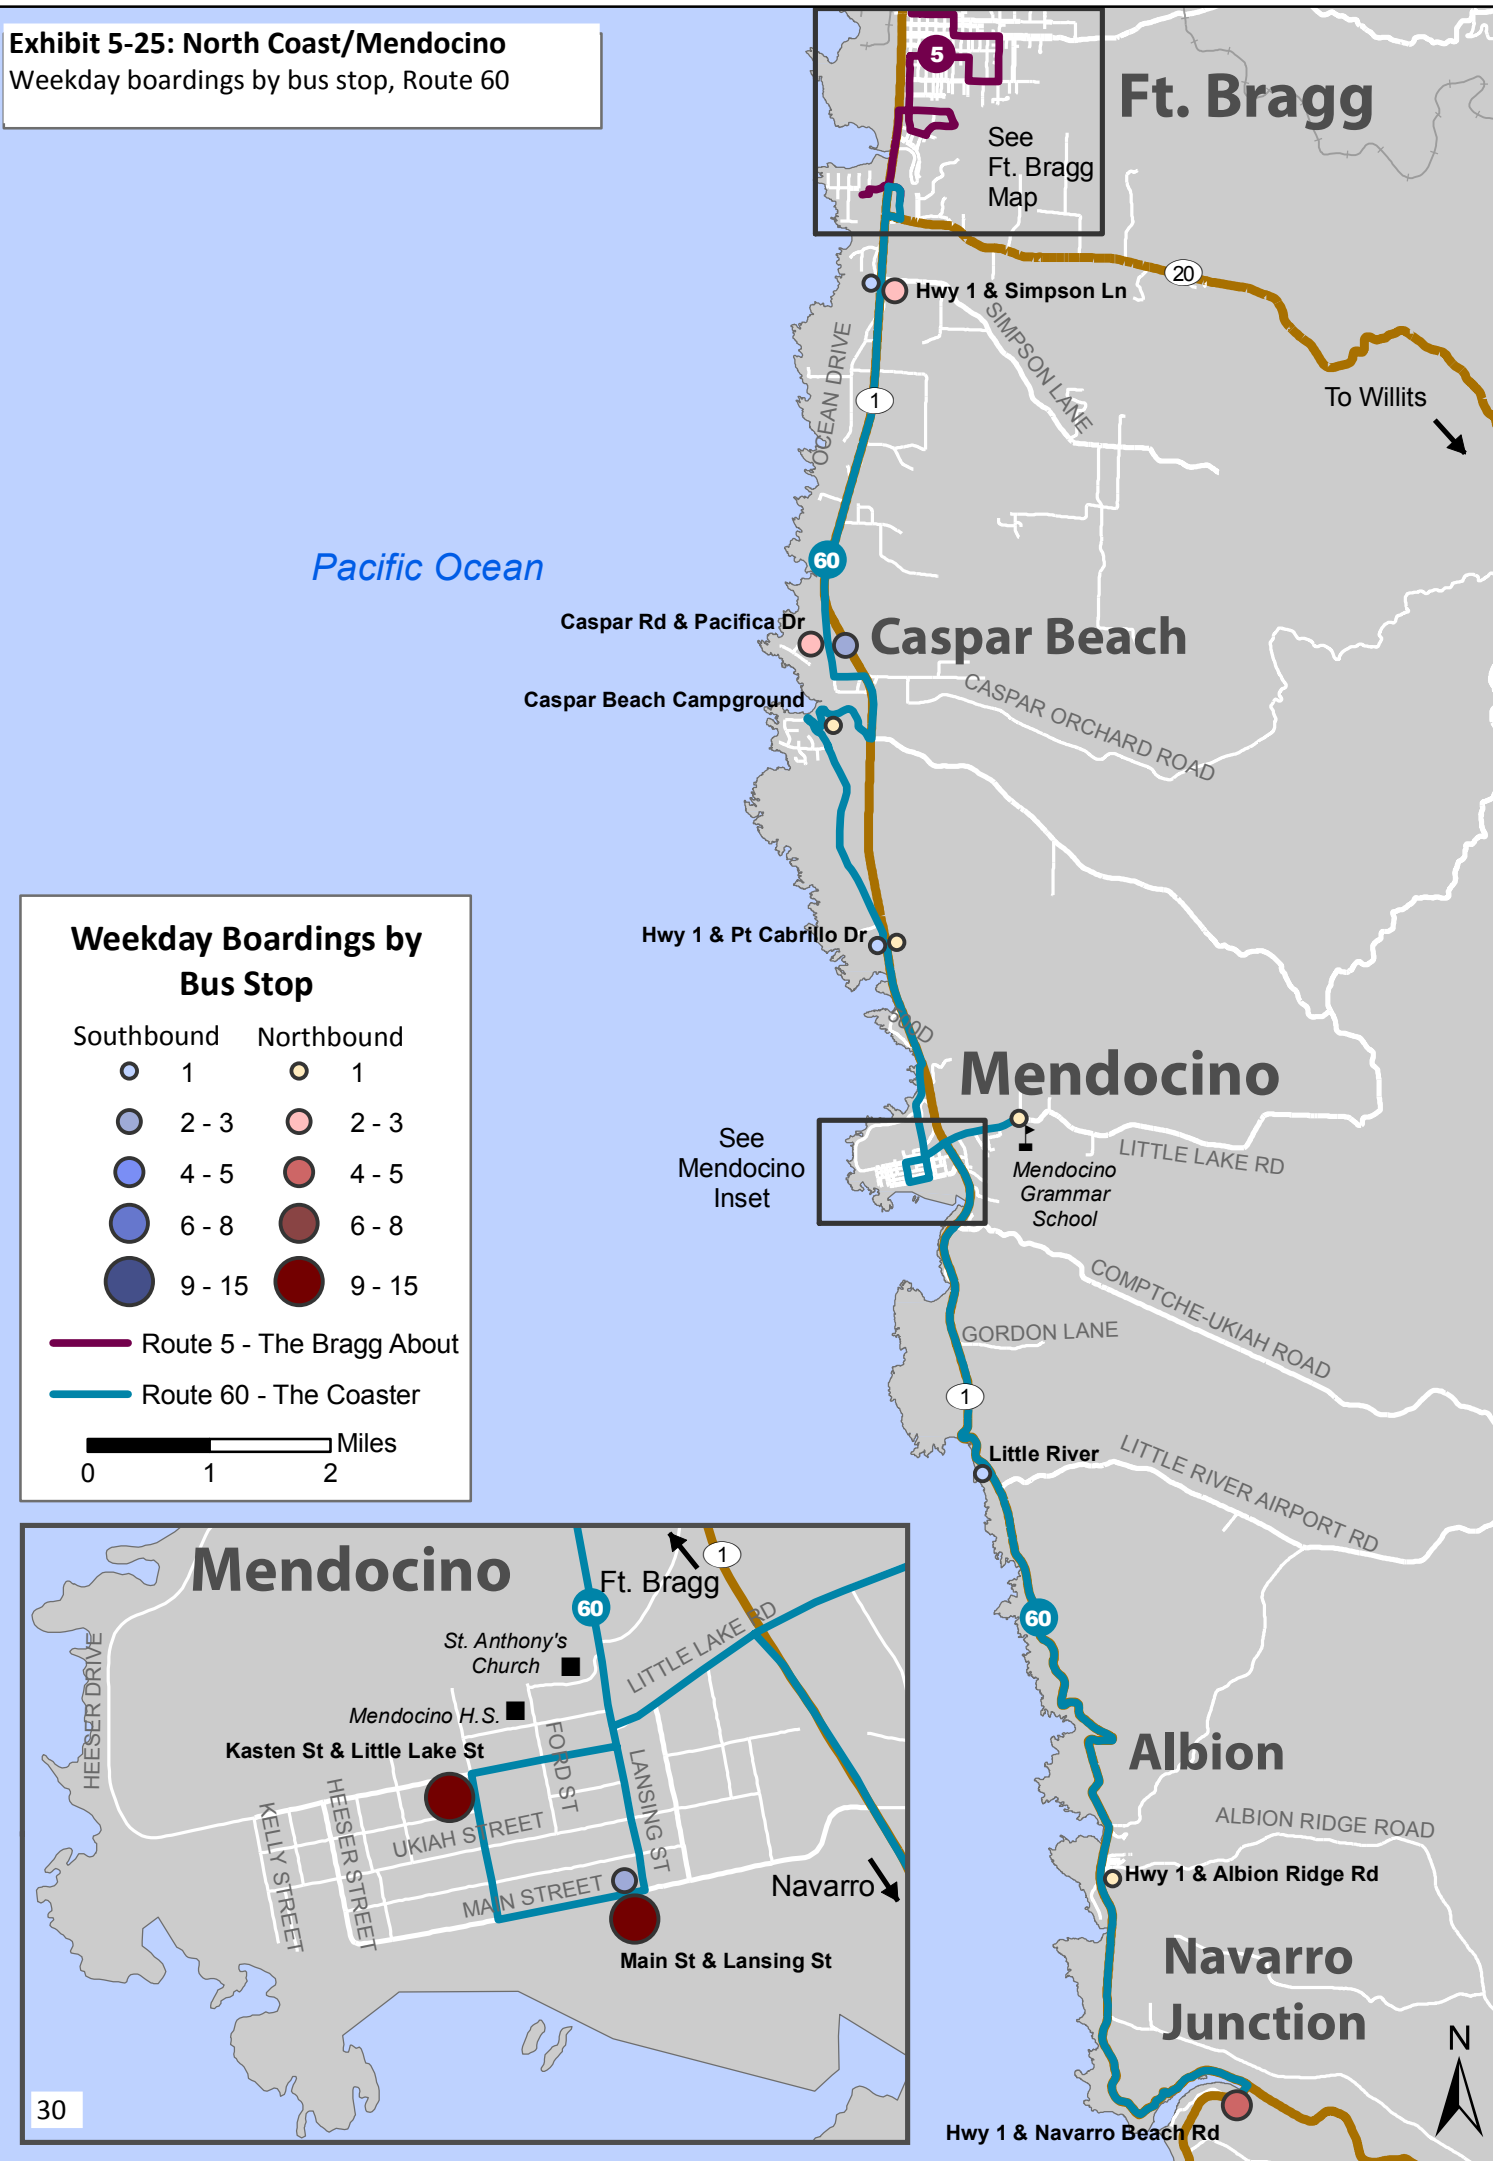 Exhibit 5-25: North Coast/Mendocino
Weekday boardings by bus stop, Route 60
5
Ft. Bragg
See
Ft. Bragg
Map
20
Hwy 1 & Simpson Ln
SIMPSON LANE
OCEAN DRIVE
1
To Willits
Pacific Ocean
60
Caspar Rd & Pacifica Dr
Caspar Beach
Caspar Beach Campground
CASPAR ORCHARD ROAD
Hwy 1 & Pt Cabrillo Dr
Mendocino
See
Mendocino
Inset
Mendocino
Grammar
School
LITTLE LAKE RD
COMPTCHE-UKIAH ROAD
GORDON LANE
1
Little River
LITTLE RIVER AIRPORT RD
60
Albion
ALBION RIDGE ROAD
Hwy 1 & Albion Ridge Rd
Navarro
Junction
N
Hwy 1 & Navarro Beach Rd
Weekday Boardings by
Bus Stop
Southbound Northbound
1 1
2 - 3 2 - 3
4 - 5 4 - 5
6 - 8 6 - 8
9 - 15 9 - 15
Route 5 - The Bragg About
Route 60 - The Coaster
Miles
0 1 2
Mendocino
1
Ft. Bragg
60
St. Anthony's
Church
LITTLE LAKE RD
HEESER DRIVE
Mendocino H.S.
Kasten St & Little Lake St
FORD ST
LANSING ST
KELLY STREET
HEESER STREET
UKIAH STREET
MAIN STREET
Navarro
Main St & Lansing St
30